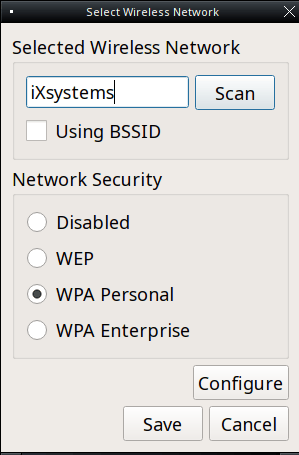 Select Wireless Network
Selected Wireless Network
iXsystems
Scan
Using BSSID
Network Security
Disabled
WEP
WPA Personal
WPA Enterprise
Configure
Save
Cancel